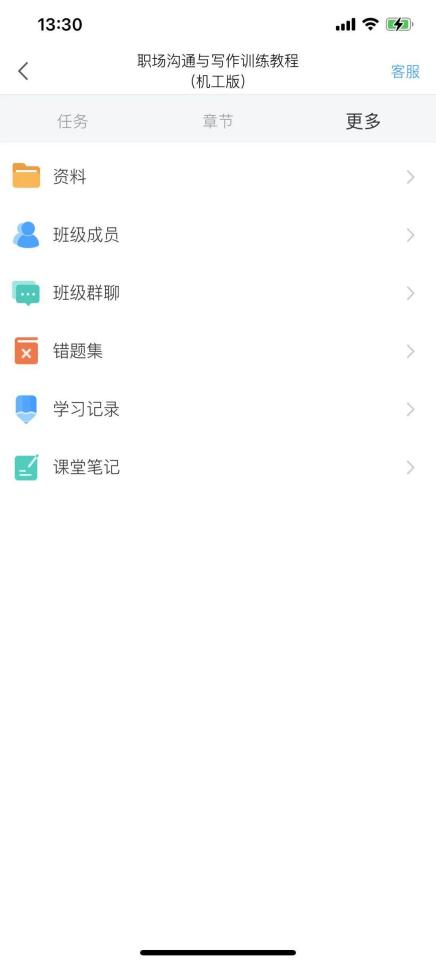 13:30
职场沟通与写作训练教程
（机工版）
客服
任务
章节
更多
资料
班级成员
班级群聊
错题集
学习记录
课堂笔记